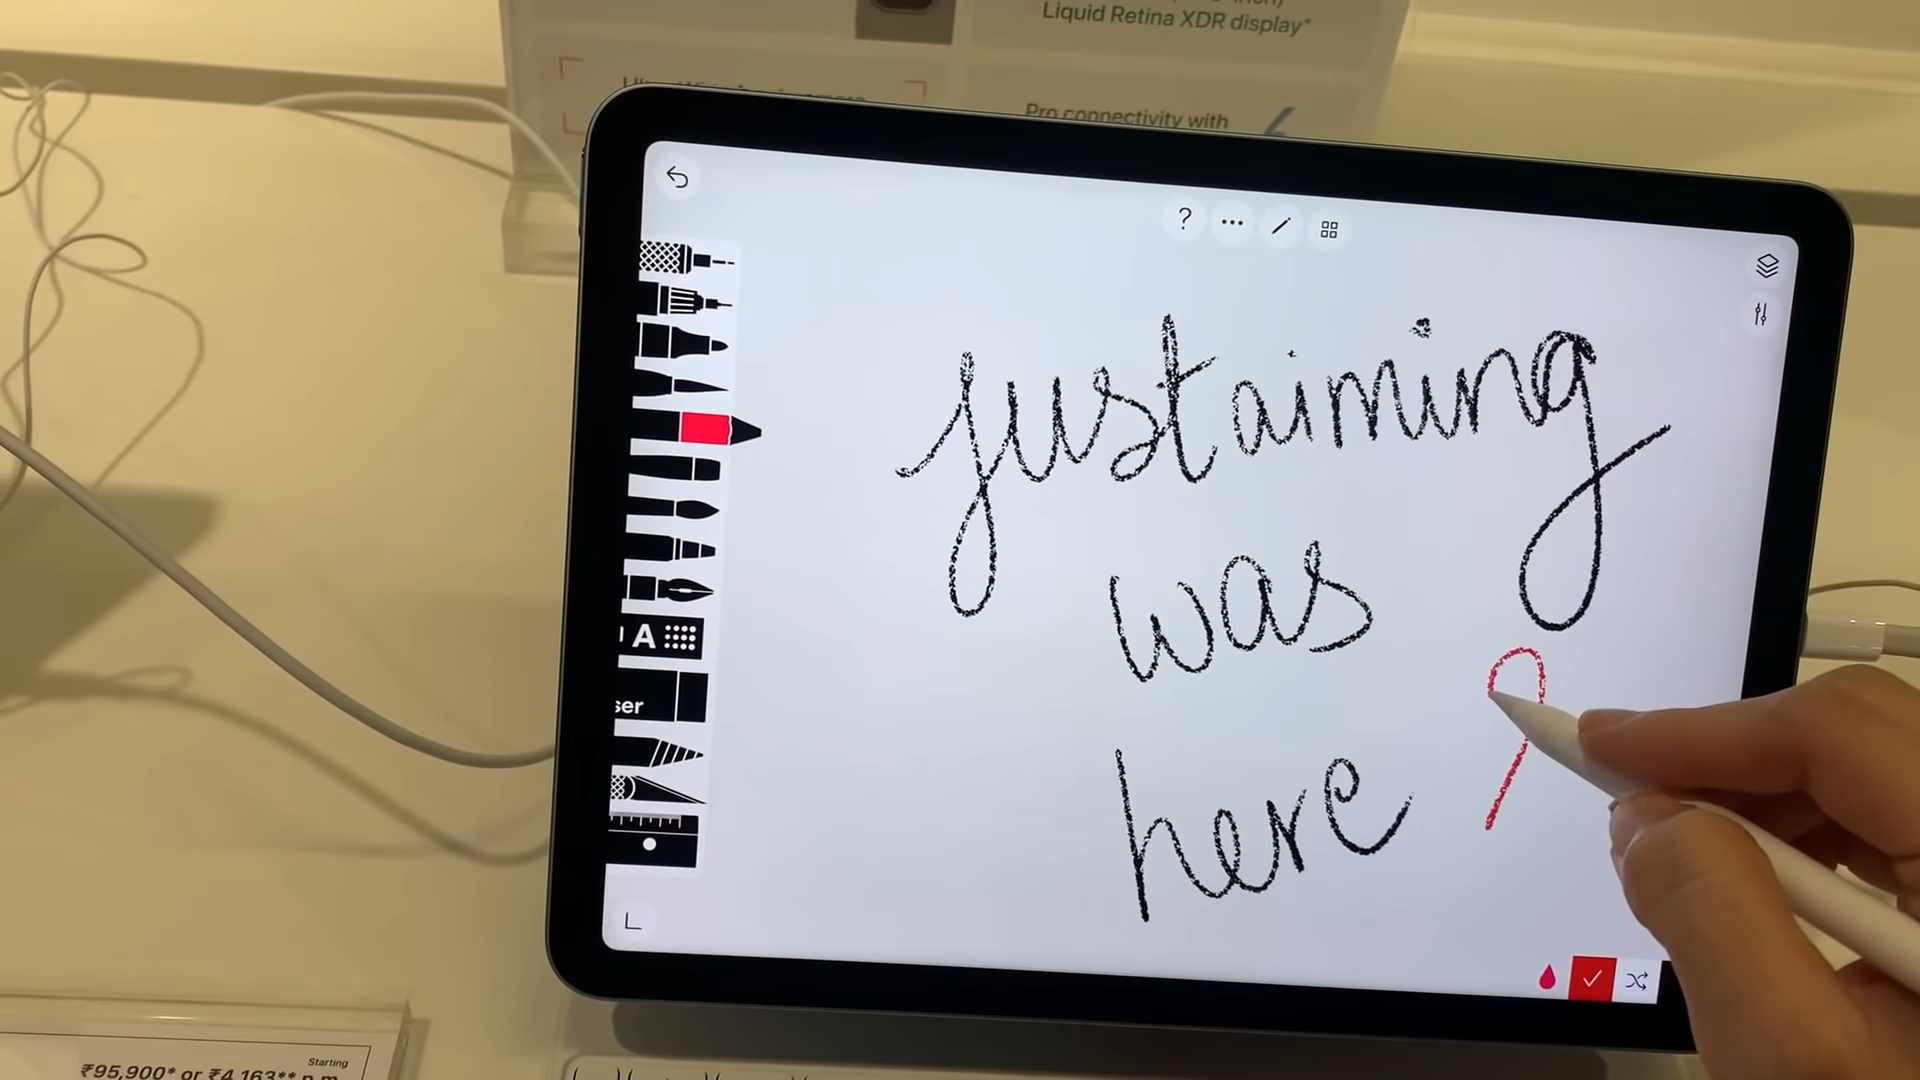 Liquid Retina XDR display*
Pro connectivity with
?
justaiming
was
here
A
ser
Starting
₹95,900* or ₹4,163** p.m.